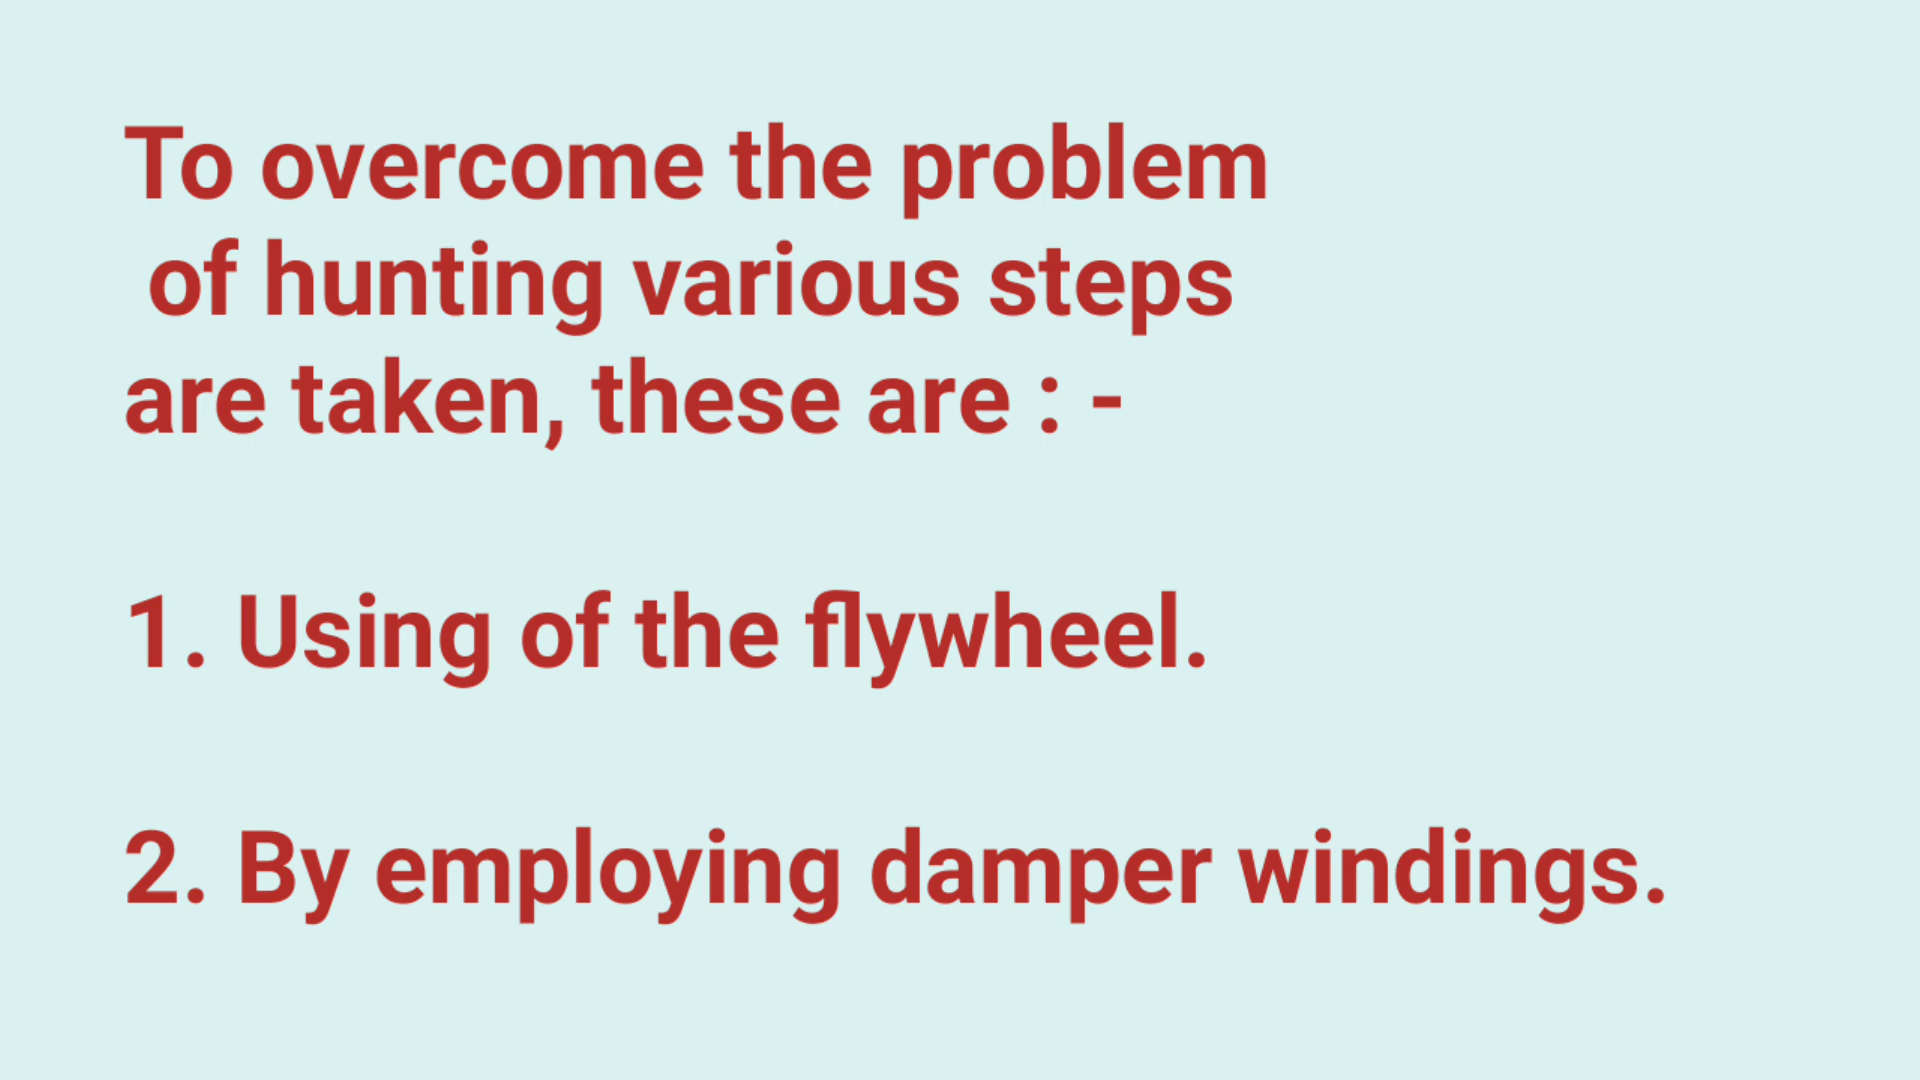 To overcome the problem
of hunting various steps
are taken, these are : -
1. Using of the flywheel.
2. By employing damper windings.